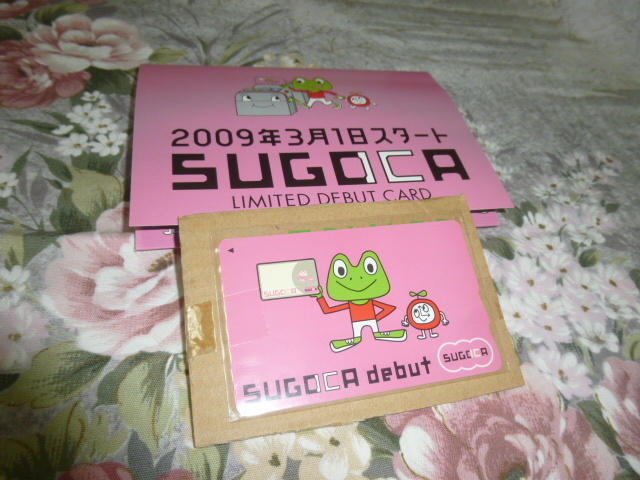 2009年3月1日スタート
SUGOCA
LIMITED DEBUT CARD
SUGOCA
SUGOCA debut
SUGOCA